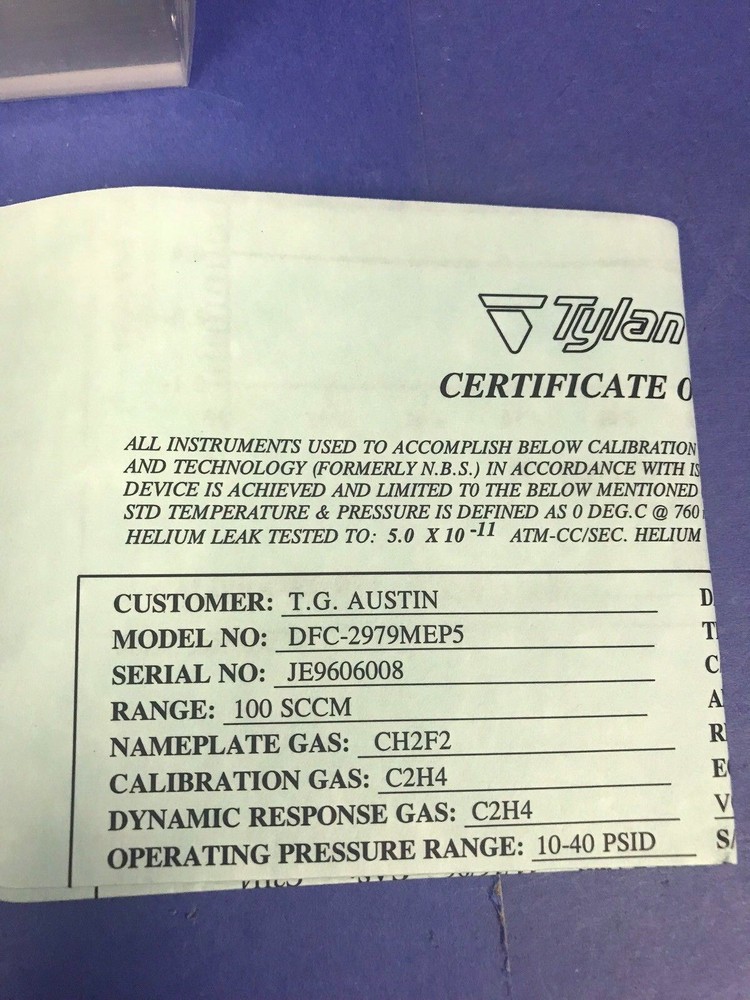 Tylan
CERTIFICATE O
ALL INSTRUMENTS USED TO ACCOMPLISH BELOW CALIBRATION
AND TECHNOLOGY (FORMERLY N.B.S.) IN ACCORDANCE WITH IS
DEVICE IS ACHIEVED AND LIMITED TO THE BELOW MENTIONED
STD TEMPERATURE & PRESSURE IS DEFINED AS 0 DEG.C @ 760
HELIUM LEAK TESTED TO: 5.0 X 10 -11 ATM-CC/SEC. HELIUM
CUSTOMER: T.G. AUSTIN D
MODEL NO: DFC-2979MEP5 T
SERIAL NO: JE9606008 C
RANGE: 100 SCCM A
NAMEPLATE GAS: CH2F2 R
CALIBRATION GAS: C2H4 E
DYNAMIC RESPONSE GAS: C2H4 V
OPERATING PRESSURE RANGE: 10-40 PSID S/